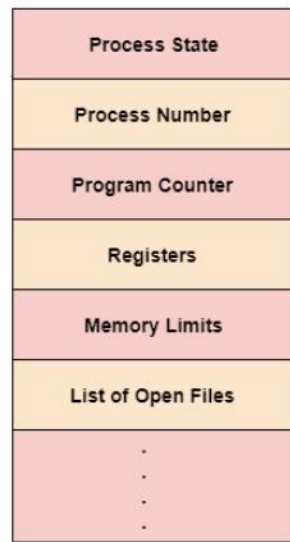 Process State
Process Number
Program Counter
Registers
Memory Limits
List of Open Files
.
.
.
.